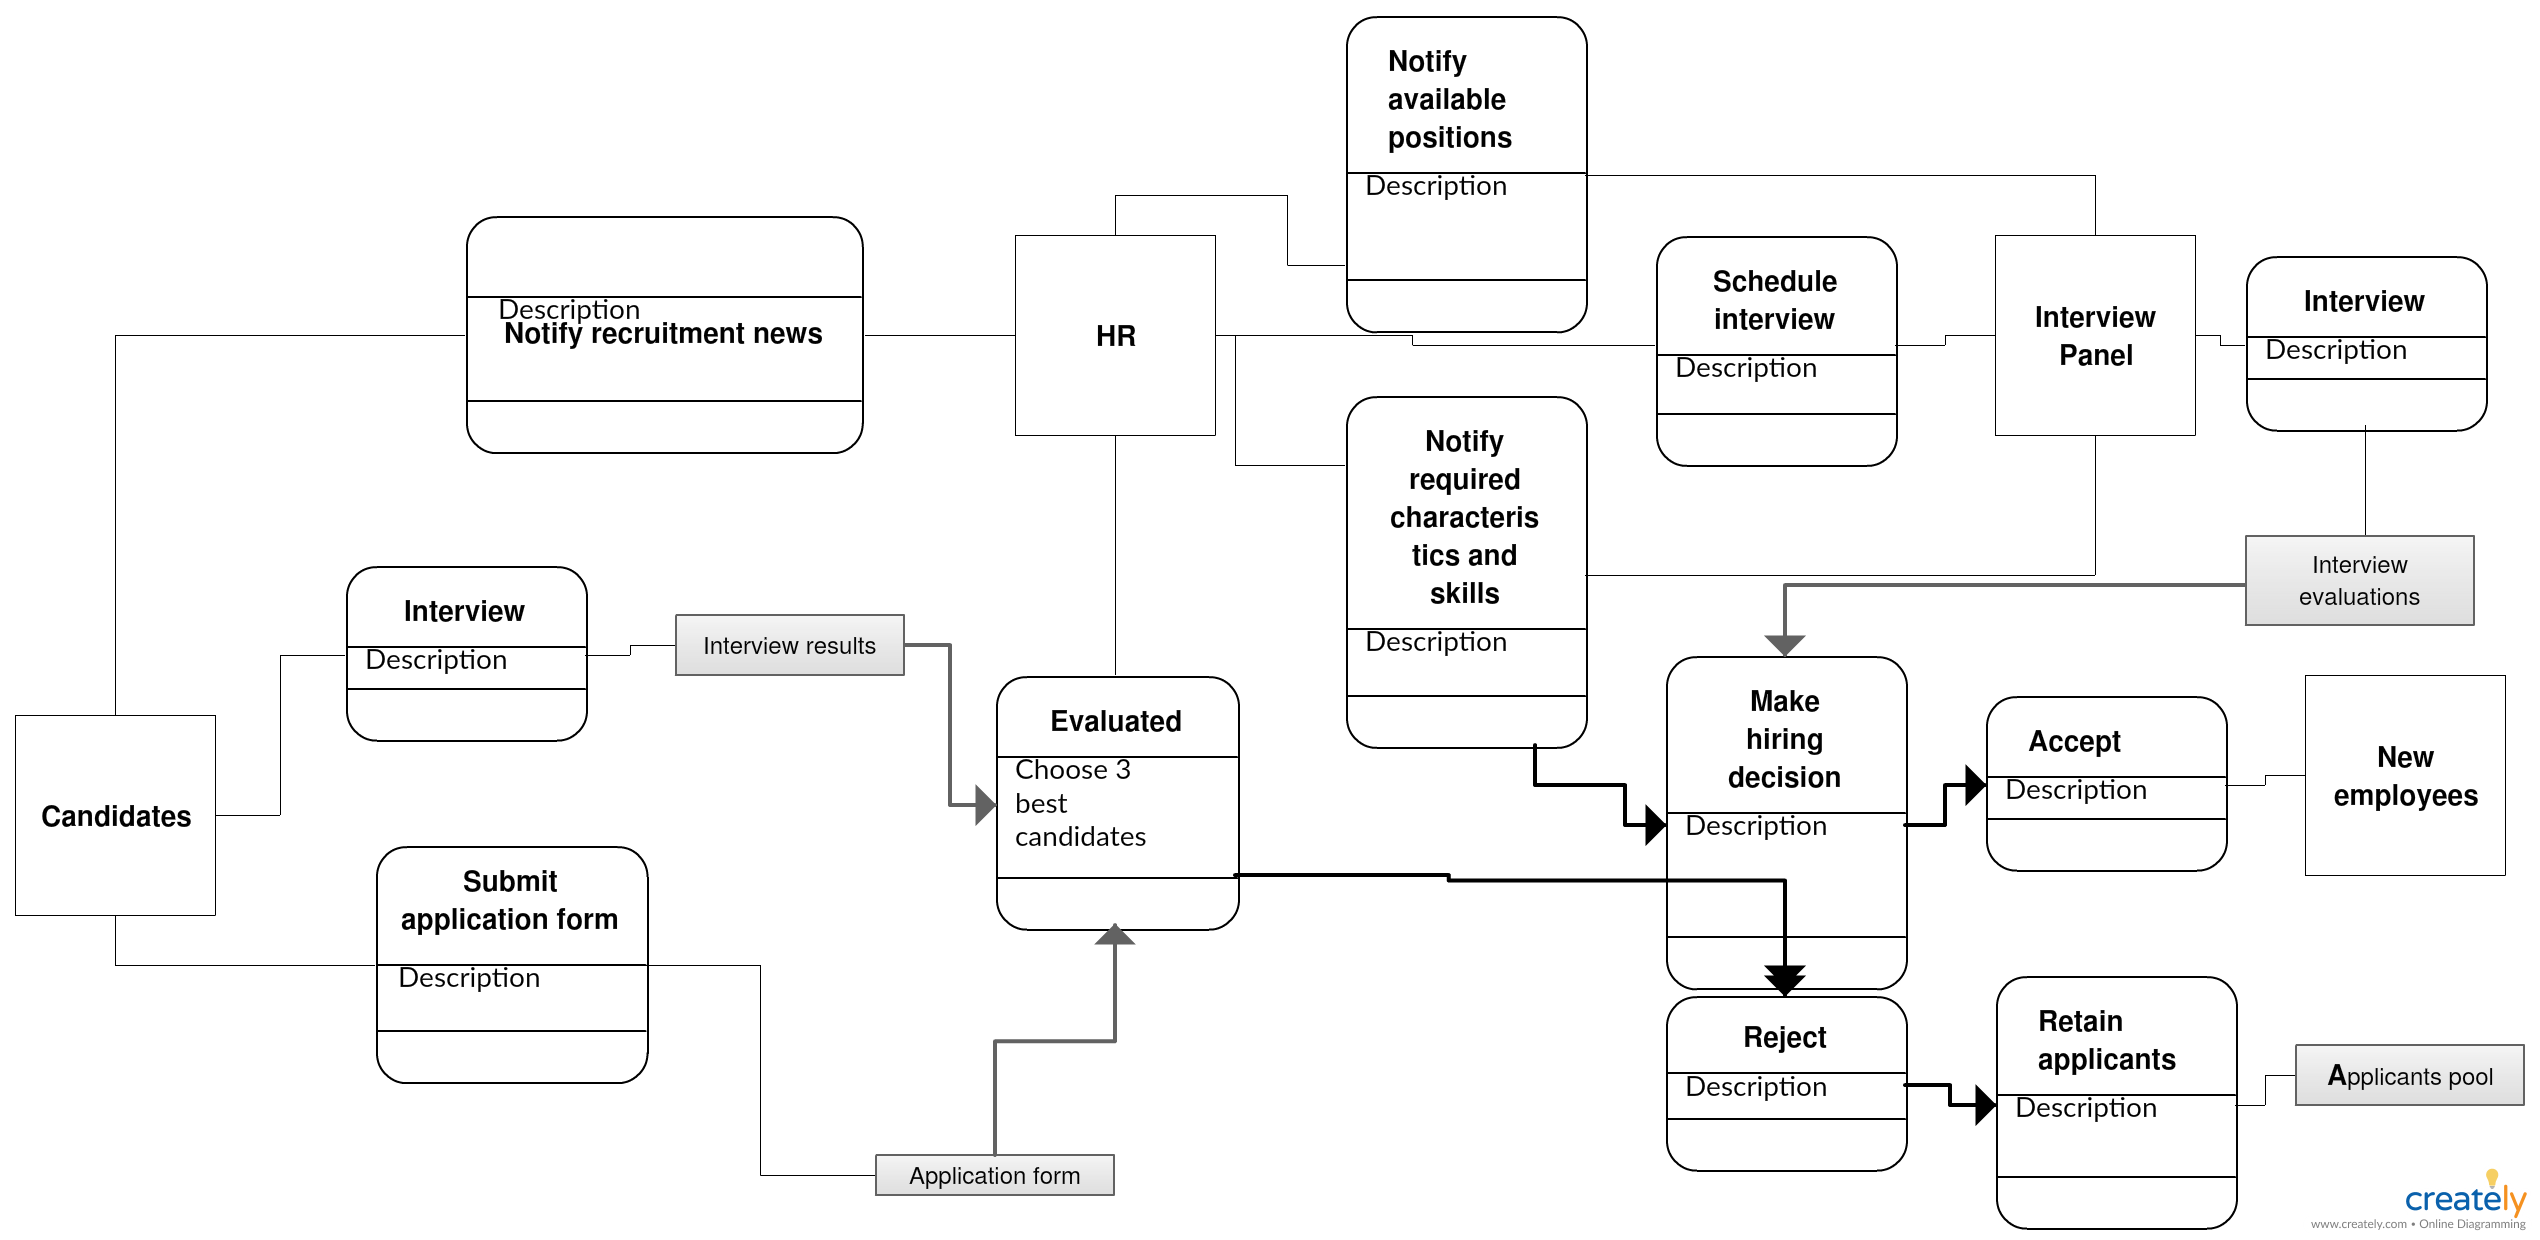 Notify
available
positions
Description
Description
Notify recruitment news
HR
Schedule
interview
Description
Interview
Panel
Interview
Description
Notify
required
characteris
tics and
skills
Description
Interview
evaluations
Interview
Description
Interview results
Evaluated
Choose 3
best
candidates
Make
hiring
decision
Description
Accept
Description
New
employees
Candidates
Submit
application form
Description
Reject
Description
Retain
applicants
Description
Applicants pool
Application form
creately
www.creately.com • Online Diagramming